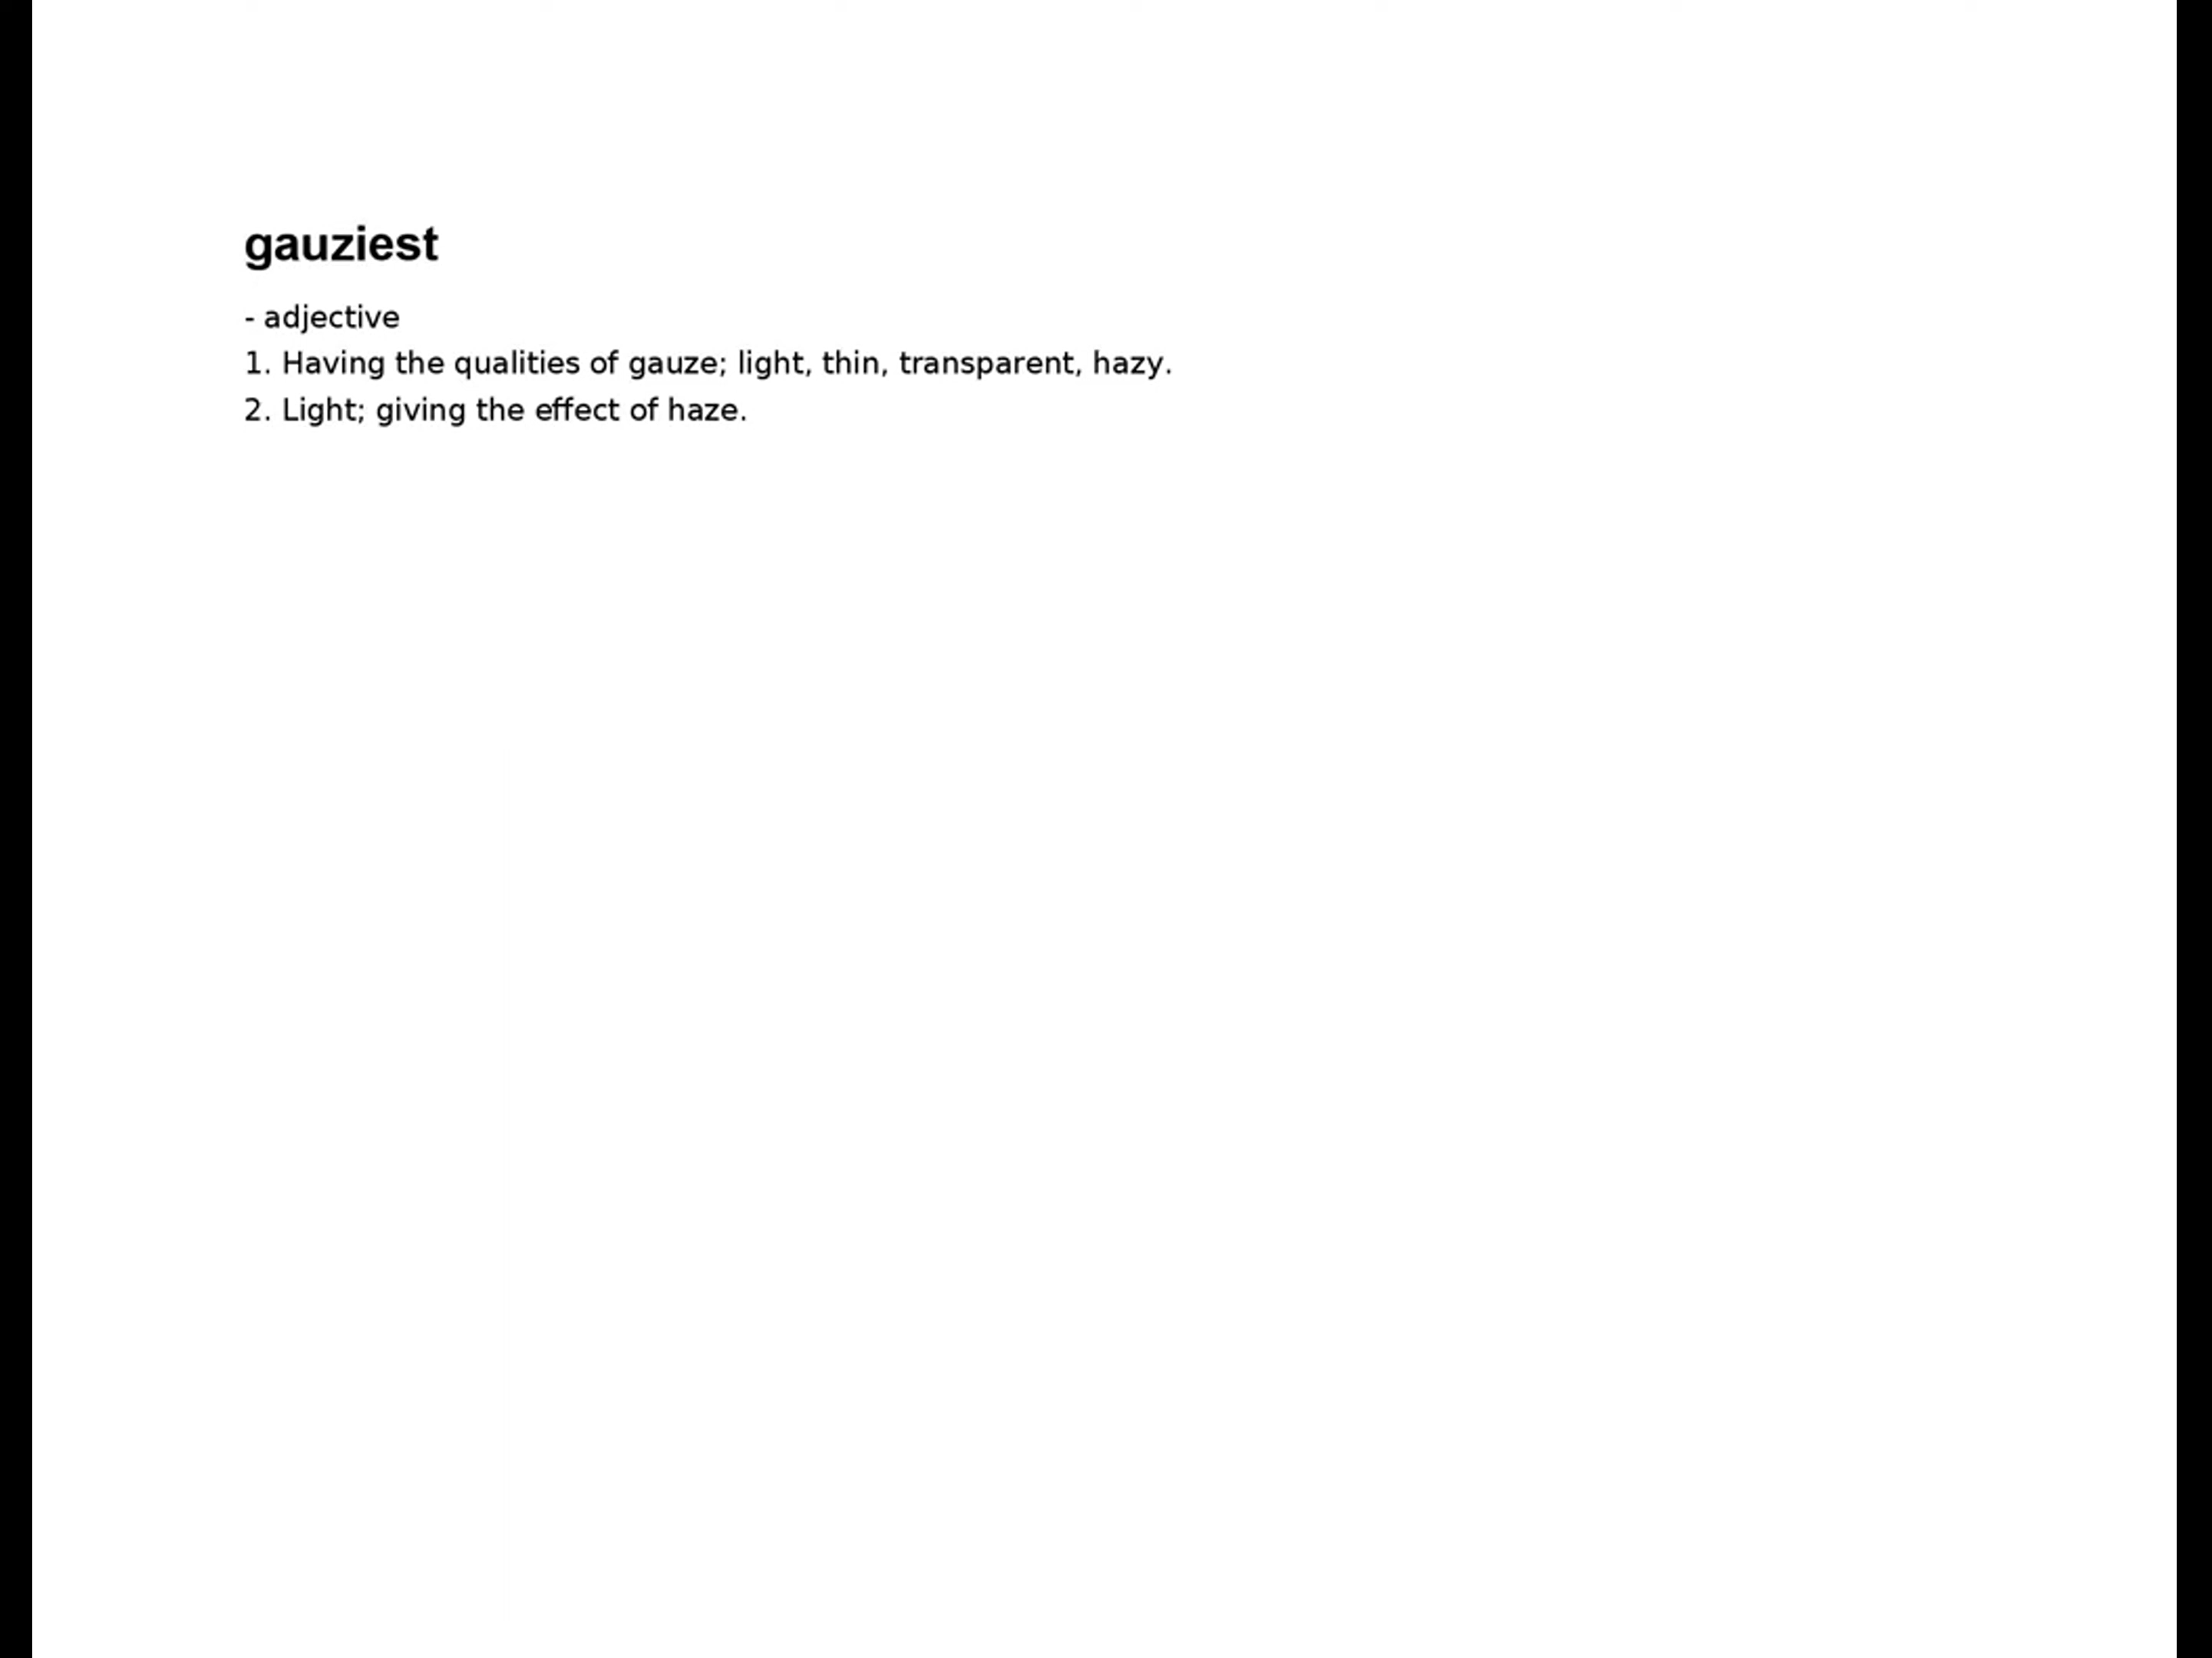 gauziest
- adjective
1. Having the qualities of gauze; light, thin, transparent, hazy.
2. Light; giving the effect of haze.